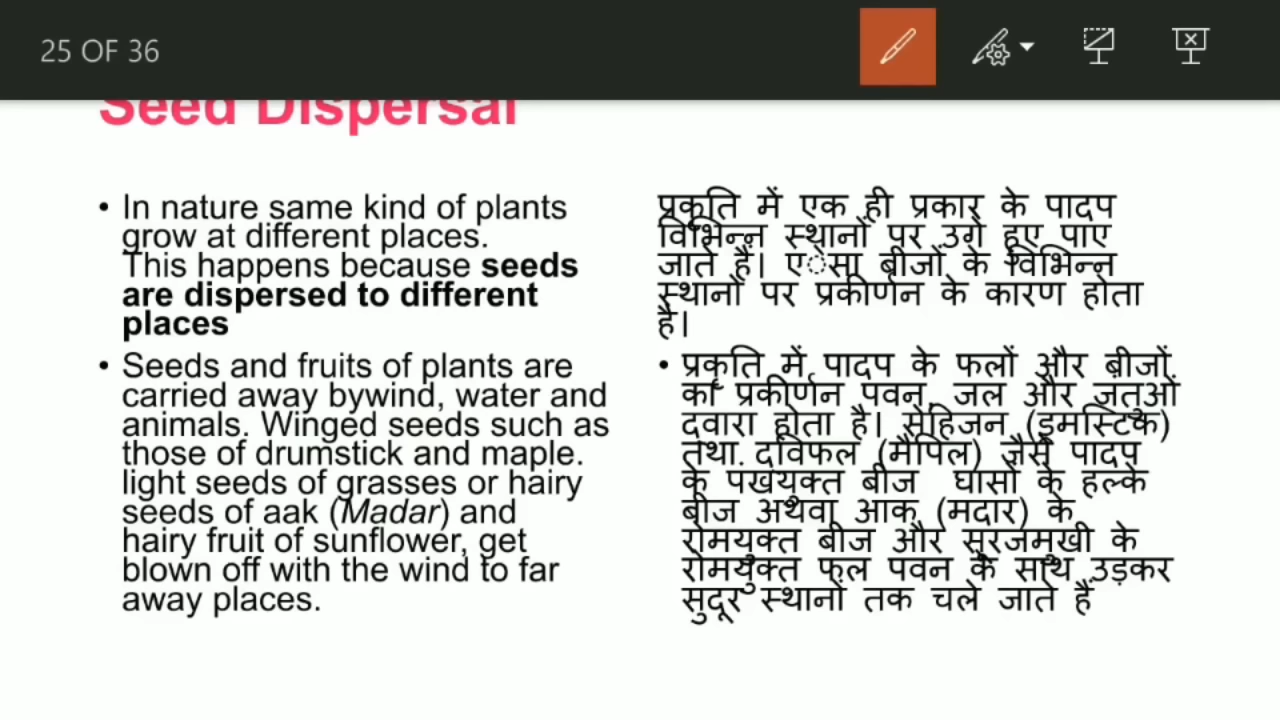 25 OF 36
Seed Dispersal
• In nature same kind of plants
grow at different places.
This happens because seeds
are dispersed to different
places
• Seeds and fruits of plants are
carried away bywind, water and
animals. Winged seeds such as
those of drumstick and maple.
light seeds of grasses or hairy
seeds of aak (Madar) and
hairy fruit of sunflower, get
blown off with the wind to far
away places.
प्रकृति में एक ही प्रकार के पादप
विभिन्न स्थानों पर उगे हुए पाए
जाते हैं। एेसा बीजों के विभिन्न
स्थानों पर प्रकीर्णन के कारण होता
है।
• प्रकृति में पादप के फलों और बीजों
का प्रकीर्णन पवन, जल और जंतुओं
दवारा होता है। सेहिजन (ड्रमस्टिक)
तथा. द्विफल (मैपिल) जैसे पादप
के पंखयुक्त बीज घासों के हल्के
बीज अथवा आक (मदार) के
रोमयुक्त बीज और सूरजमुखी के
रोमयुक्त फल पवन के साथ उड़कर
सुदूर स्थानों तक चले जाते हैं